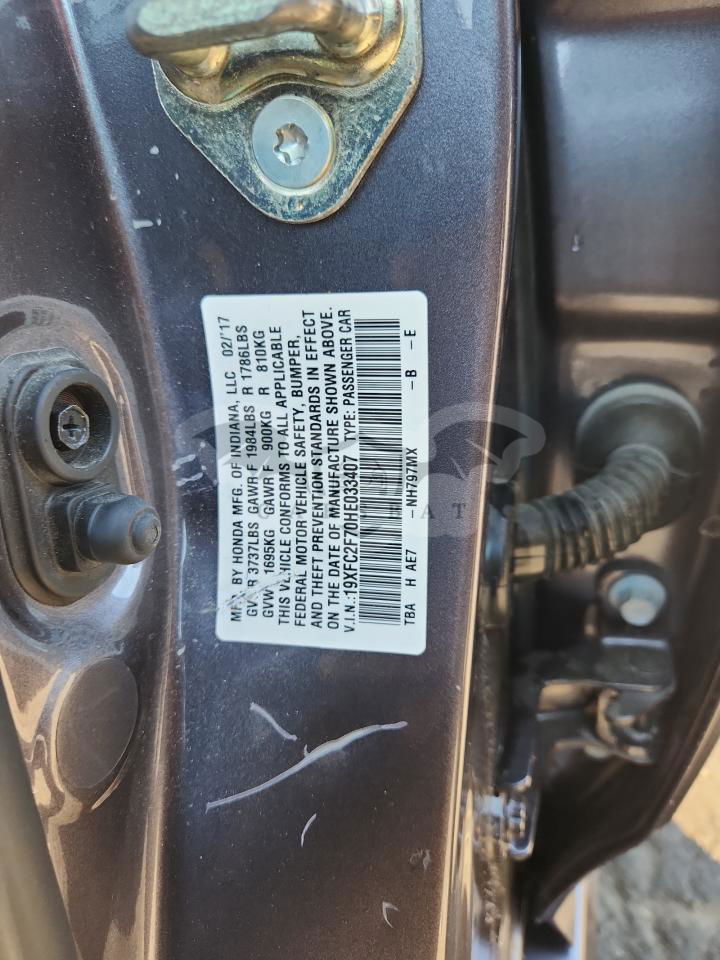 MFD. BY HONDA MFG. OF INDIANA, LLC 02/'17
GVWR 3737LBS GAWR F 1984LBS R 1786LBS
GVWR 1695KG GAWR F 900KG R 810KG
THIS VEHICLE CONFORMS TO ALL APPLICABLE
FEDERAL MOTOR VEHICLE SAFETY, BUMPER,
AND THEFT PREVENTION STANDARDS IN EFFECT
ON THE DATE OF MANUFACTURE SHOWN ABOVE.
V.I.N.:19XFC2F70HE033407 TYPE: PASSENGER CAR
TBA H AE7 -NH797MX -B -E